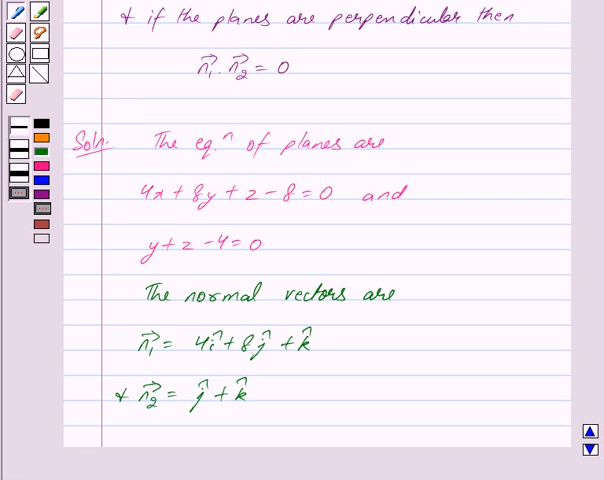 & if the planes are perpendicular then
n⃗₁ . n⃗₂ = 0
Soln. The eq.ⁿ of planes are
4x + 8y + z - 8 = 0 and
y + z - 4 = 0
The normal vectors are
n⃗₁ = 4î + 8ĵ + k̂
& n⃗₂ = ĵ + k̂